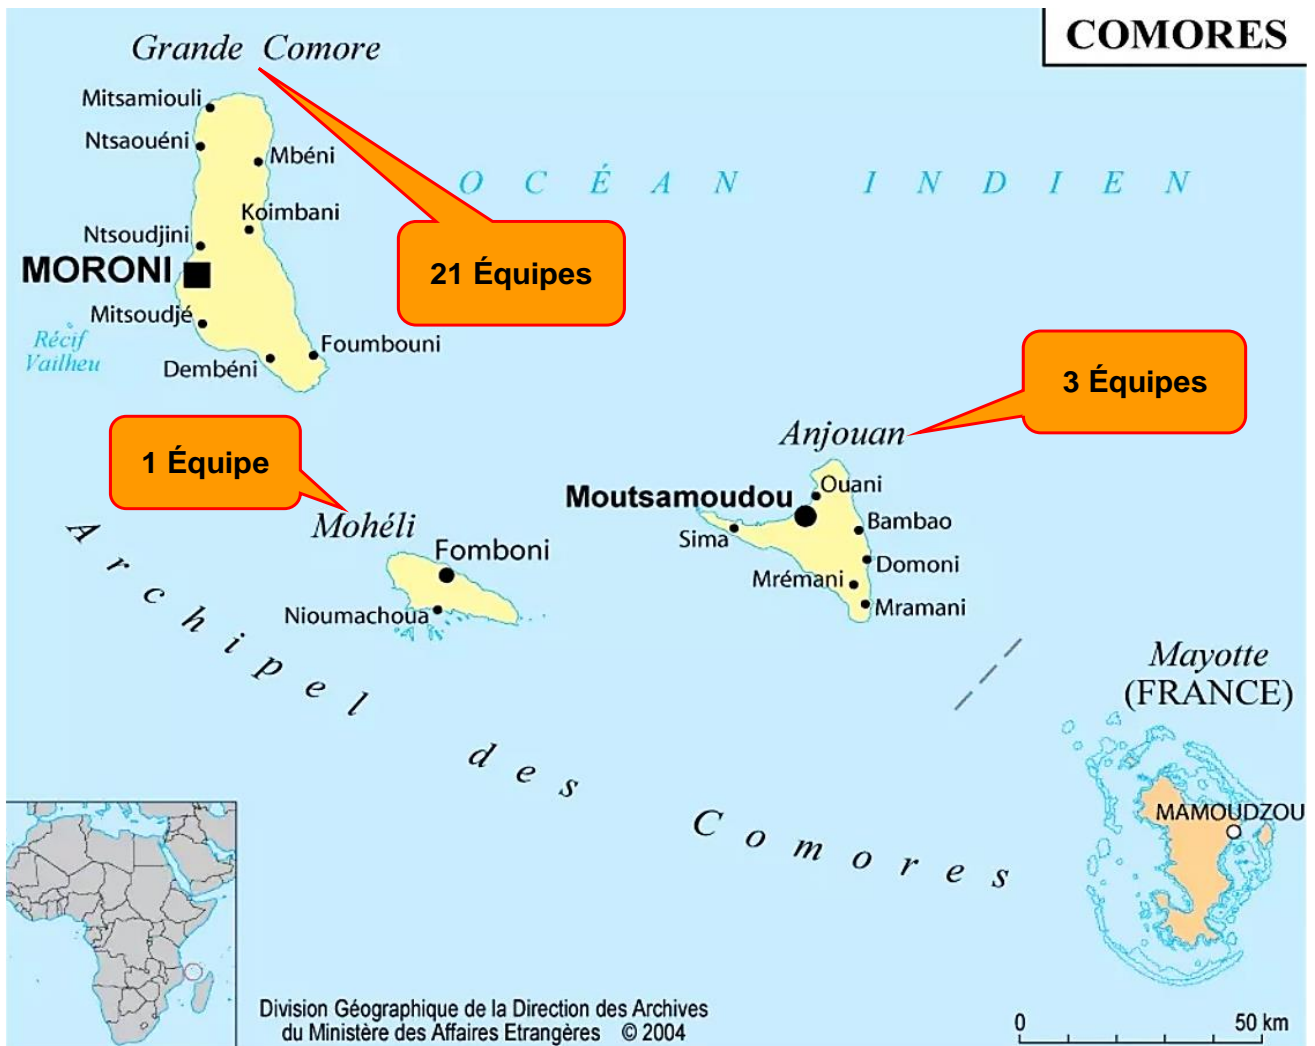 COMORES
Grande Comore
Mitsamiouli
Ntsaouéni
Mbéni
OCÉAN INDIEN
Koimbani
Ntsoudjini
MORONI
21 Équipes
Mitsoudjé
Récif
Vailheu
Foumbouni
Dembéni
3 Équipes
Anjouan
1 Équipe
Ouani
Moutsamoudou
Mohéli
Bambao
Sima
Fomboni
Domoni
Mrémani
Nioumachoua
Mramani
Archipel des Comores
Mayotte
(FRANCE)
MAMOUDZOU
Division Géographique de la Direction des Archives
du Ministère des Affaires Etrangères © 2004
0 50 km